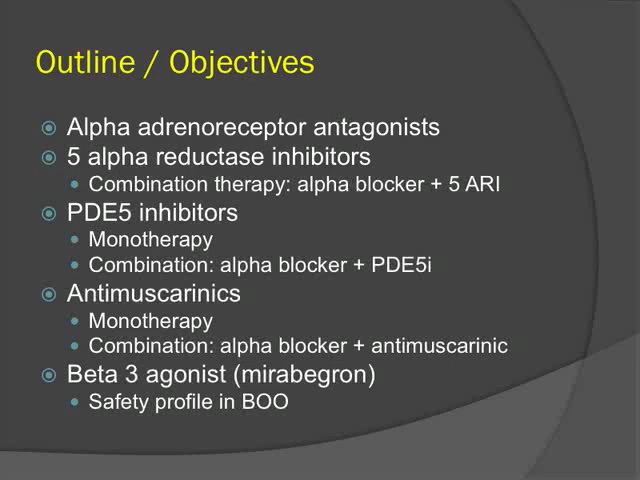 Outline / Objectives
Alpha adrenoreceptor antagonists
5 alpha reductase inhibitors
Combination therapy: alpha blocker + 5 ARI
PDE5 inhibitors
Monotherapy
Combination: alpha blocker + PDE5i
Antimuscarinics
Monotherapy
Combination: alpha blocker + antimuscarinic
Beta 3 agonist (mirabegron)
Safety profile in BOO